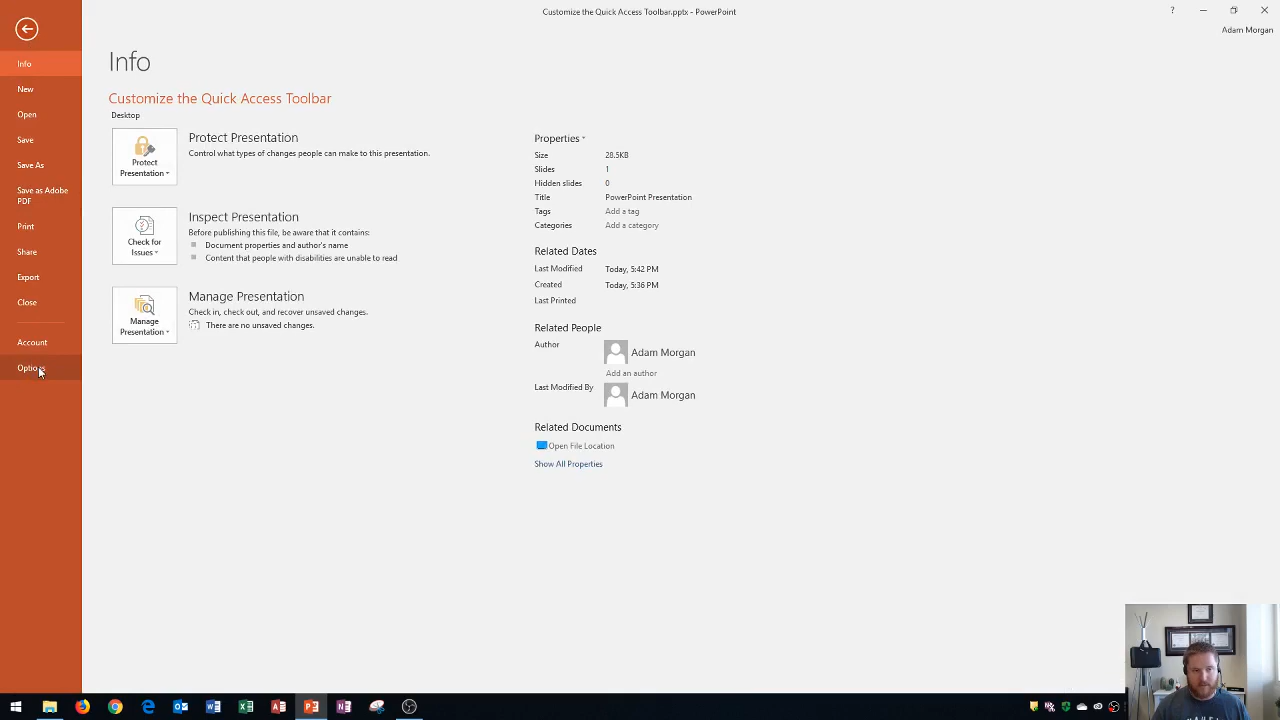 Customize the Quick Access Toolbar.pptx - PowerPoint
?
Adam Morgan
Info
New
Open
Save
Save As
Save as Adobe
PDF
Print
Share
Export
Close
Account
Options
Info
Customize the Quick Access Toolbar
Desktop
Protect
Presentation
Protect Presentation
Control what types of changes people can make to this presentation.
Check for
Issues
Inspect Presentation
Before publishing this file, be aware that it contains:
Document properties and author's name
Content that people with disabilities are unable to read
Manage
Presentation
Manage Presentation
Check in, check out, and recover unsaved changes.
There are no unsaved changes.
Properties
Size 28.5KB
Slides 1
Hidden slides 0
Title PowerPoint Presentation
Tags Add a tag
Categories Add a category
Related Dates
Last Modified Today, 5:42 PM
Created Today, 5:36 PM
Last Printed
Related People
Author Adam Morgan
Add an author
Last Modified By Adam Morgan
Related Documents
Open File Location
Show All Properties